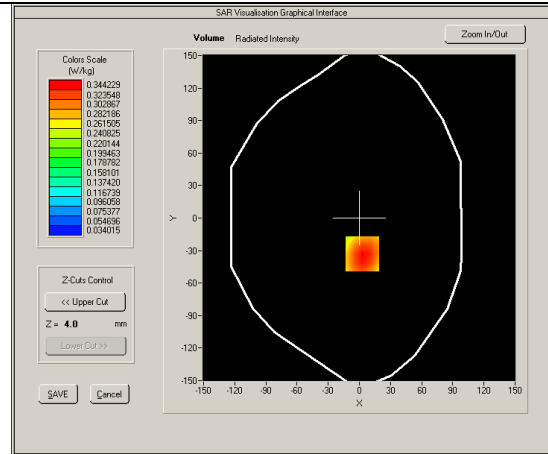 SAR Visualisation Graphical Interface
Volume Radiated Intensity
Zoom In/Out
Colors Scale
(W/kg)
0.344229
0.323548
0.302867
0.282186
0.261505
0.240825
0.220144
0.199463
0.178782
0.158101
0.137420
0.116739
0.096058
0.075377
0.054696
0.034015
Z-Cuts Control
<< Upper Cut
Z = 4.0 mm
Lower Cut >>
SAVE Cancel
150
120
90
60
30
0
-30
-60
-90
-120
-150
Y
-150 -120 -90 -60 -30 0 30 60 90 120 150
X